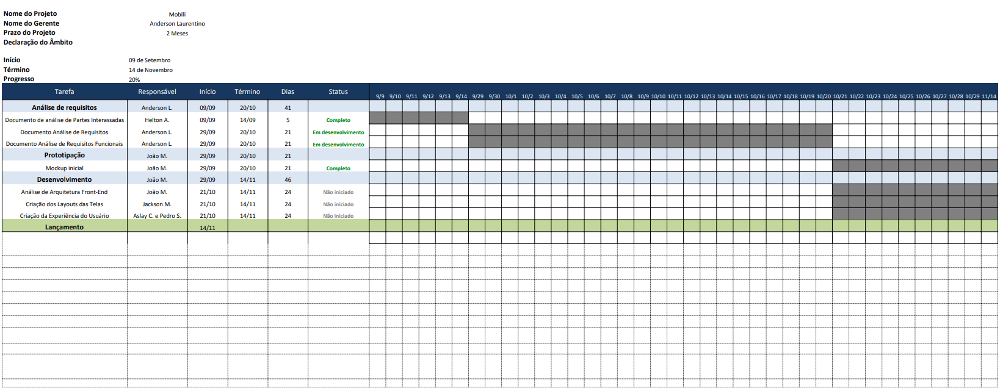 Nome do Projeto Mobili
Nome do Gerente Anderson Laurentino
Prazo do Projeto 2 Meses
Declaração do Âmbito
Início 09 de Setembro
Término 14 de Novembro
Progresso 20%
Tarefa Responsável Início Término Dias Status 9/9 9/10 9/11 9/12 9/13 9/14 9/29 9/30 10/1 10/2 10/3 10/4 10/5 10/6 10/7 10/8 10/9 10/10 10/11 10/12 10/13 10/14 10/15 10/16 10/17 10/18 10/19 10/20 10/21 10/22 10/23 10/24 10/25 10/26 10/27 10/28 10/29 11/14
Análise de requisitos Anderson L. 09/09 20/10 41
Documento de análise de Partes Interassadas Helton A. 09/09 14/09 5 Completo
Documento Análise de Requisitos Anderson L. 29/09 20/10 21 Em desenvolvimento
Documento Análise de Requisitos Funcionais Anderson L. 29/09 20/10 21 Em desenvolvimento
Prototipação João M. 29/09 20/10 21
Mockup inicial João M. 29/09 20/10 21 Completo
Desenvolvimento João M. 29/09 14/11 46
Análise de Arquitetura Front-End João M. 21/10 14/11 24 Não iniciado
Criação dos Layouts das Telas Jackson M. 21/10 14/11 24 Não iniciado
Criação da Experiência do Usuário Aslay C. e Pedro S. 21/10 14/11 24 Não iniciado
Lançamento 14/11